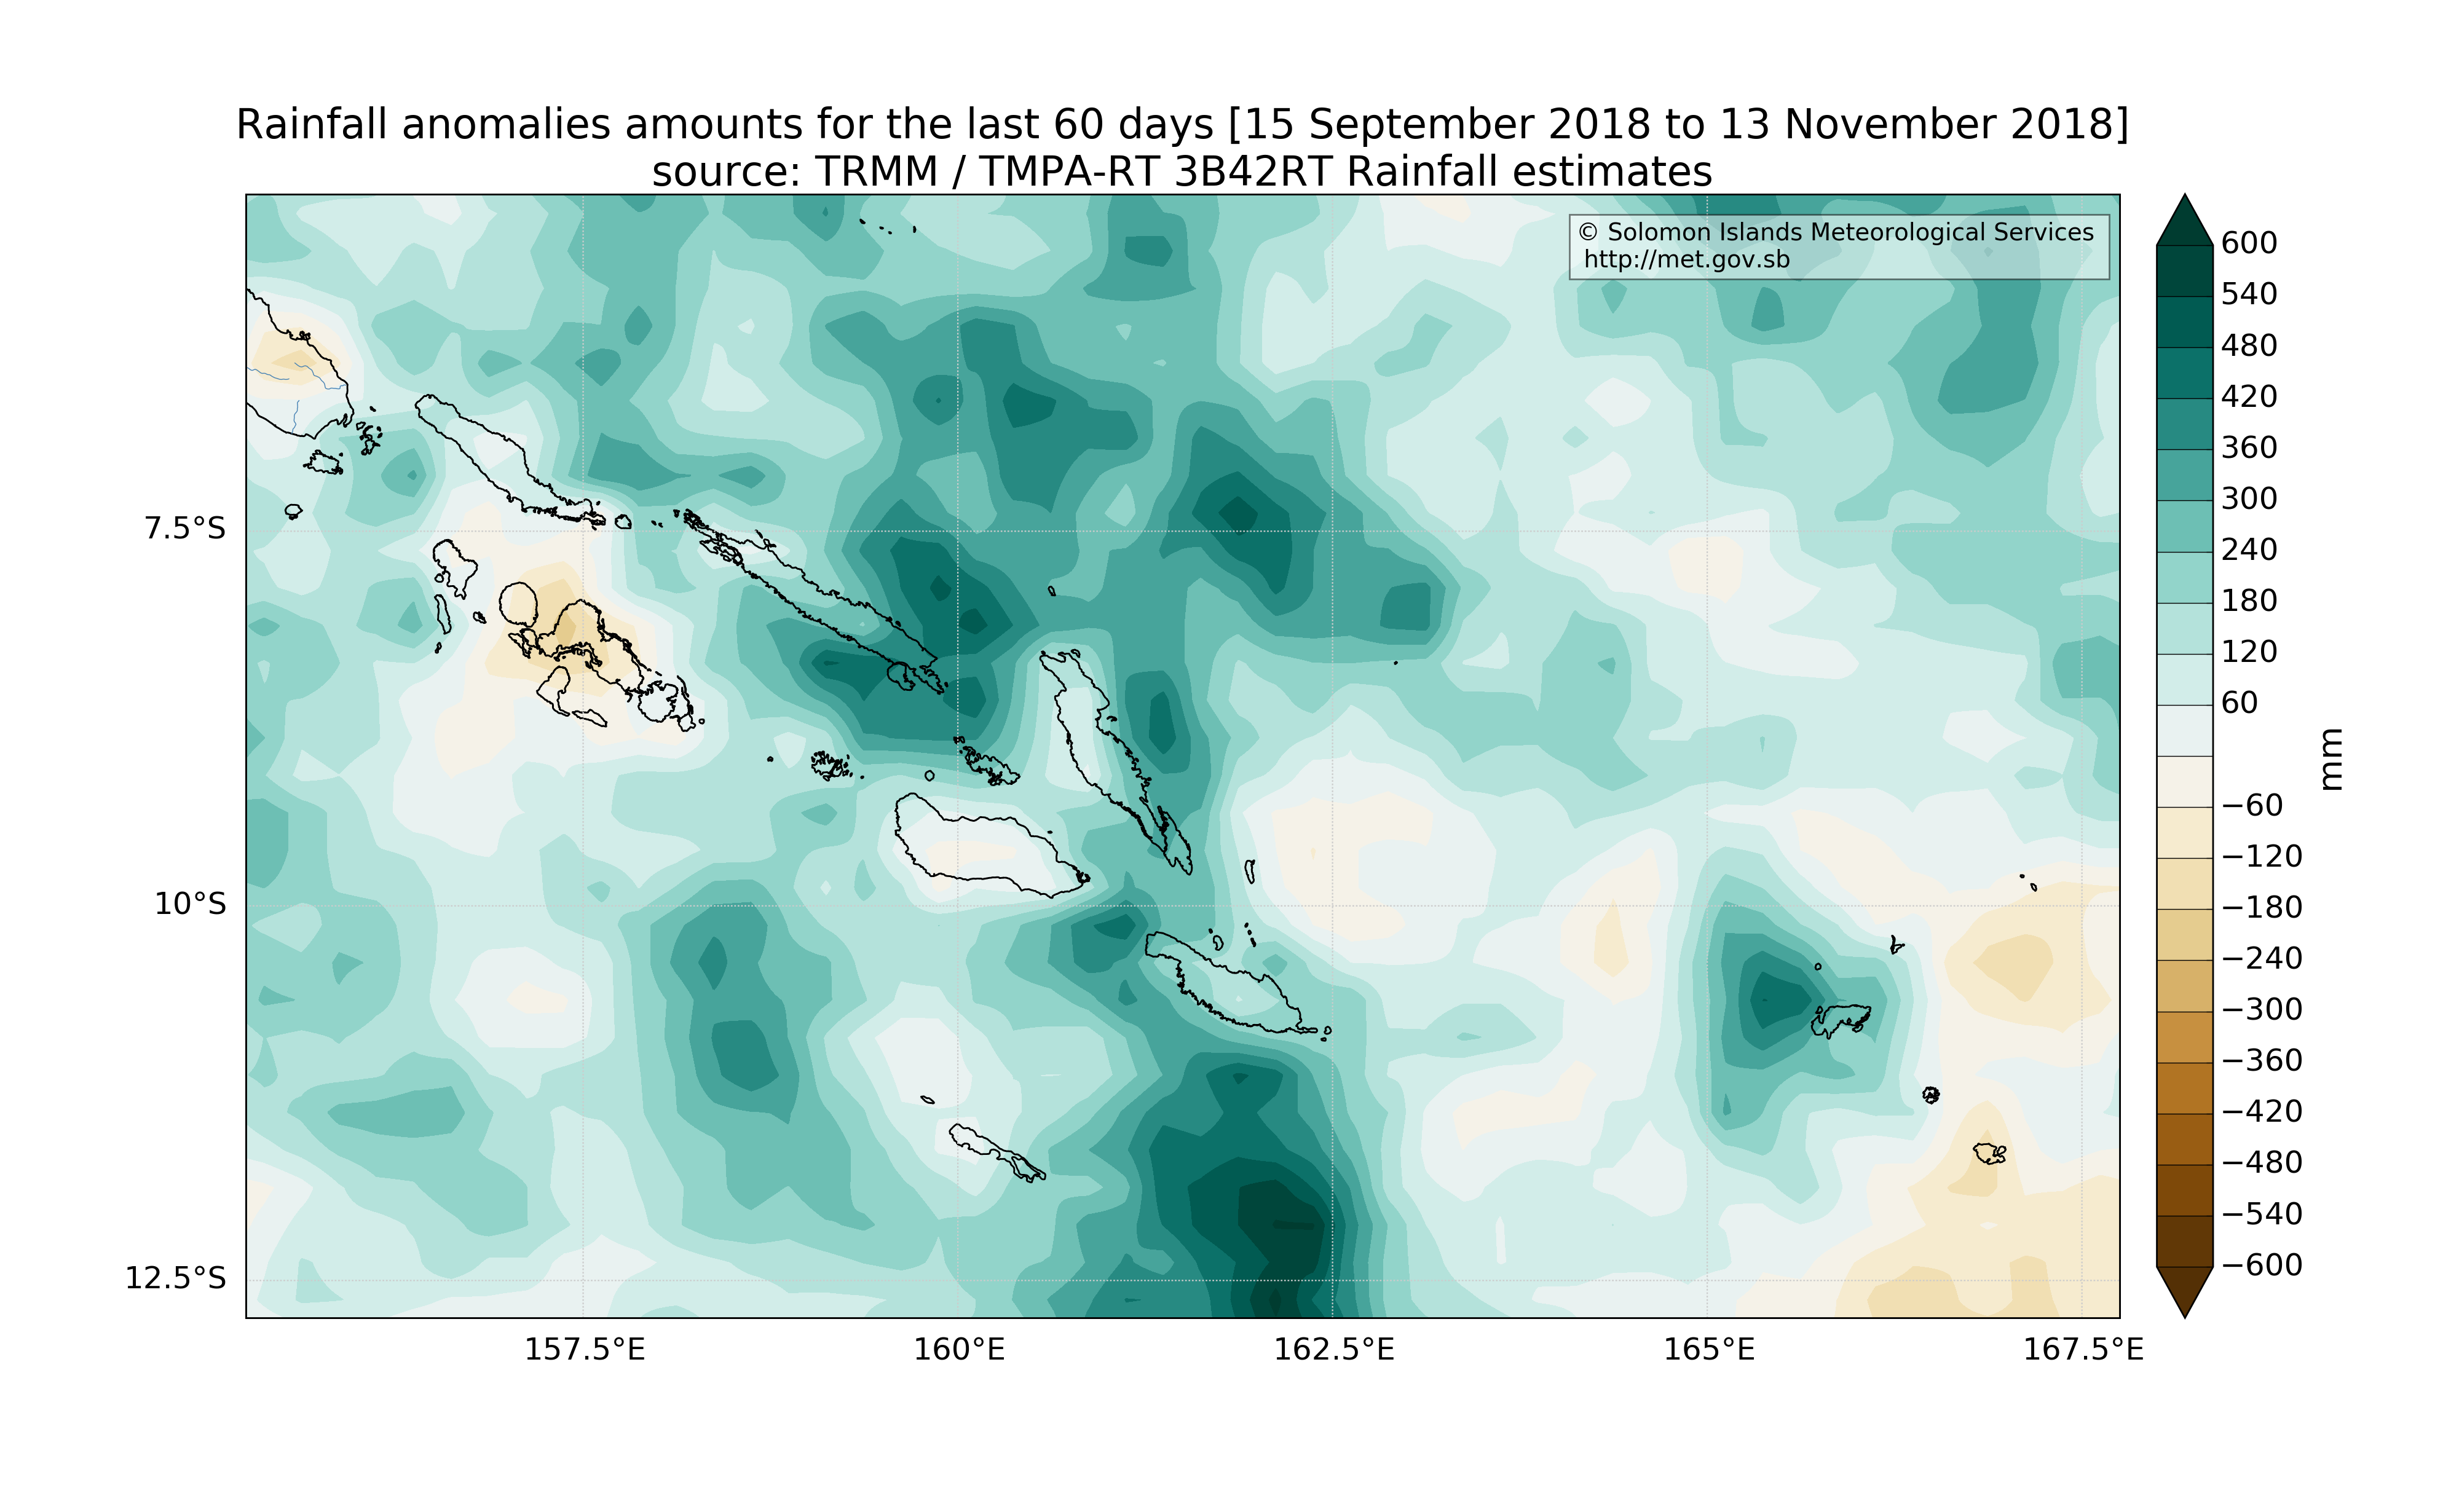 Rainfall anomalies amounts for the last 60 days [15 September 2018 to 13 November 2018]
source: TRMM / TMPA-RT 3B42RT Rainfall estimates
© Solomon Islands Meteorological Services
http://met.gov.sb
7.5°S
10°S
12.5°S
157.5°E
160°E
162.5°E
165°E
167.5°E
600
540
480
420
360
300
240
180
120
60
−60
−120
−180
−240
−300
−360
−420
−480
−540
−600
mm